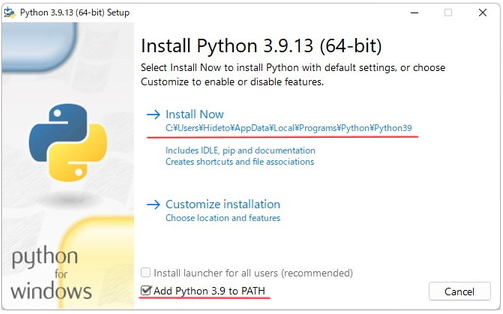 Python 3.9.13 (64-bit) Setup
Install Python 3.9.13 (64-bit)
Select Install Now to install Python with default settings, or choose
Customize to enable or disable features.
Install Now
C:¥Users¥Hideto¥AppData¥Local¥Programs¥Python¥Python39
Includes IDLE, pip and documentation
Creates shortcuts and file associations
Customize installation
Choose location and features
python
for
windows
Install launcher for all users (recommended)
Add Python 3.9 to PATH
Cancel